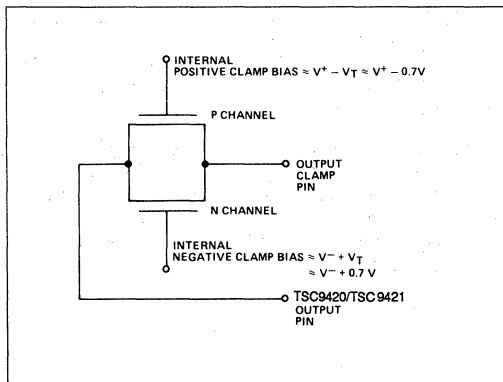 INTERNAL
POSITIVE CLAMP BIAS ≈ V⁺ − V_T ≈ V⁺ − 0.7V
P CHANNEL
OUTPUT
CLAMP
PIN
N CHANNEL
INTERNAL
NEGATIVE CLAMP BIAS ≈ V⁻ + V_T
≈ V⁻ + 0.7 V
TSC9420/TSC9421
OUTPUT
PIN